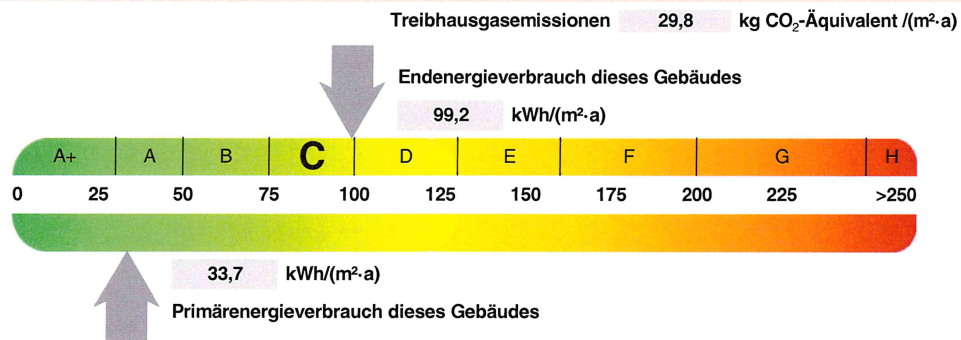 Treibhausgasemissionen 29,8 kg CO₂-Äquivalent /(m²·a)
Endenergieverbrauch dieses Gebäudes
99,2 kWh/(m²·a)
A+ A B C D E F G H
0 25 50 75 100 125 150 175 200 225 >250
33,7 kWh/(m²·a)
Primärenergieverbrauch dieses Gebäudes